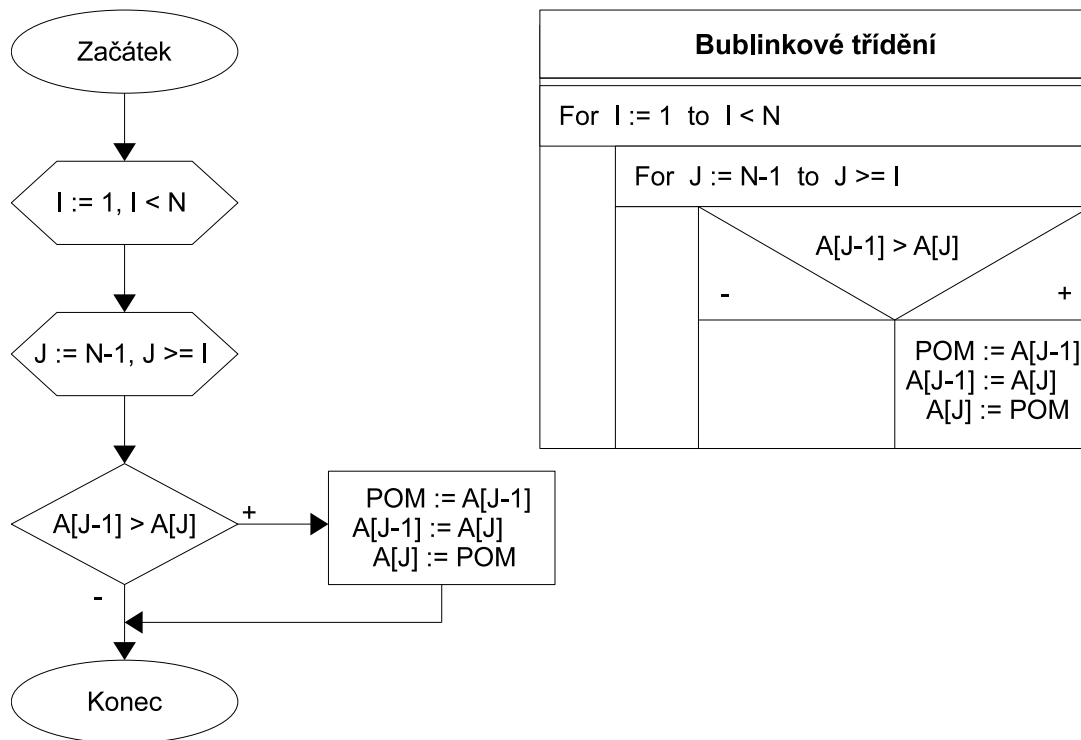 Začátek
I := 1, I < N
J := N-1, J >= I
A[J-1] > A[J]
+
-
POM := A[J-1]
A[J-1] := A[J]
A[J] := POM
Konec
Bublinkové třídění
For I := 1 to I < N
For J := N-1 to J >= I
A[J-1] > A[J]
-
+
POM := A[J-1]
A[J-1] := A[J]
A[J] := POM